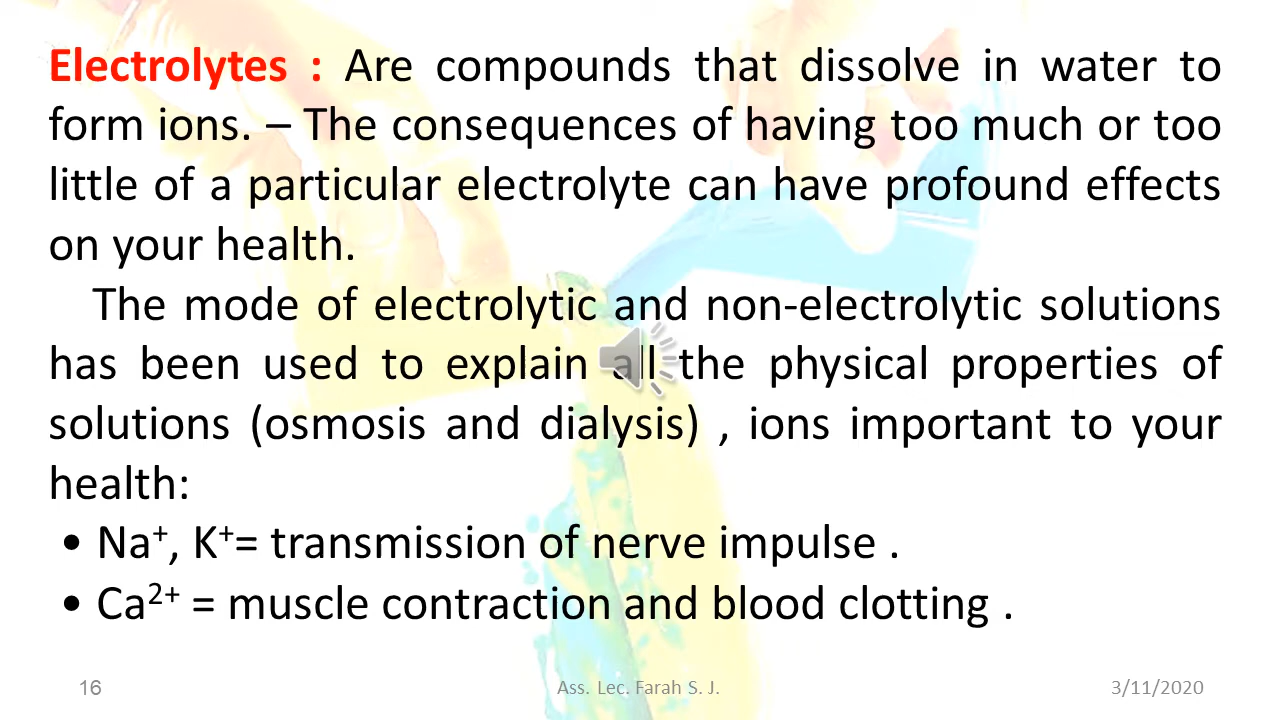 Electrolytes : Are compounds that dissolve in water to
form ions. – The consequences of having too much or too
little of a particular electrolyte can have profound effects
on your health.
The mode of electrolytic and non-electrolytic solutions
has been used to explain all the physical properties of
solutions (osmosis and dialysis) , ions important to your
health:
• Na⁺, K⁺= transmission of nerve impulse .
• Ca²⁺ = muscle contraction and blood clotting .
16 Ass. Lec. Farah S. J. 3/11/2020